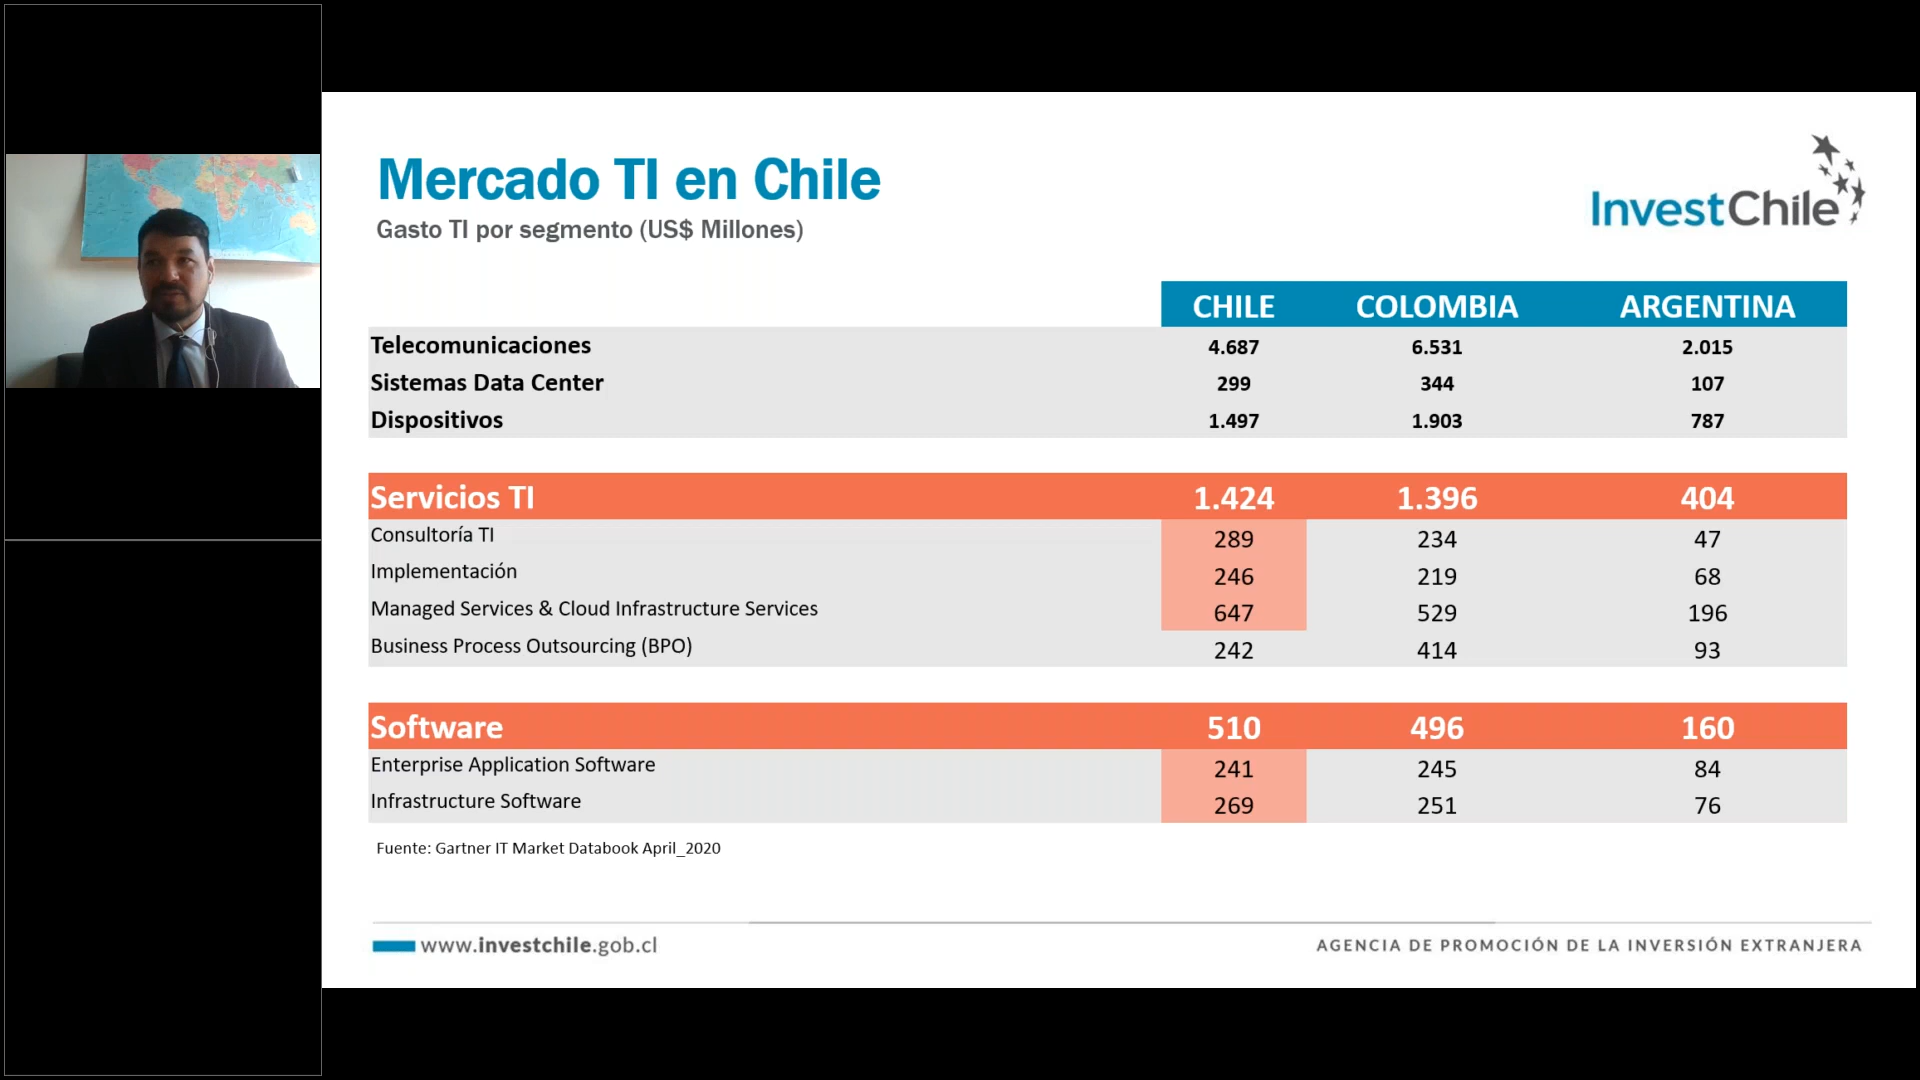 Mercado TI en Chile
Gasto TI por segmento (US$ Millones)
InvestChile
CHILE COLOMBIA ARGENTINA
Telecomunicaciones 4.687 6.531 2.015
Sistemas Data Center 299 344 107
Dispositivos 1.497 1.903 787
Servicios TI 1.424 1.396 404
Consultoría TI 289 234 47
Implementación 246 219 68
Managed Services & Cloud Infrastructure Services 647 529 196
Business Process Outsourcing (BPO) 242 414 93
Software 510 496 160
Enterprise Application Software 241 245 84
Infrastructure Software 269 251 76
Fuente: Gartner IT Market Databook April_2020
www.investchile.gob.cl AGENCIA DE PROMOCIÓN DE LA INVERSIÓN EXTRANJERA